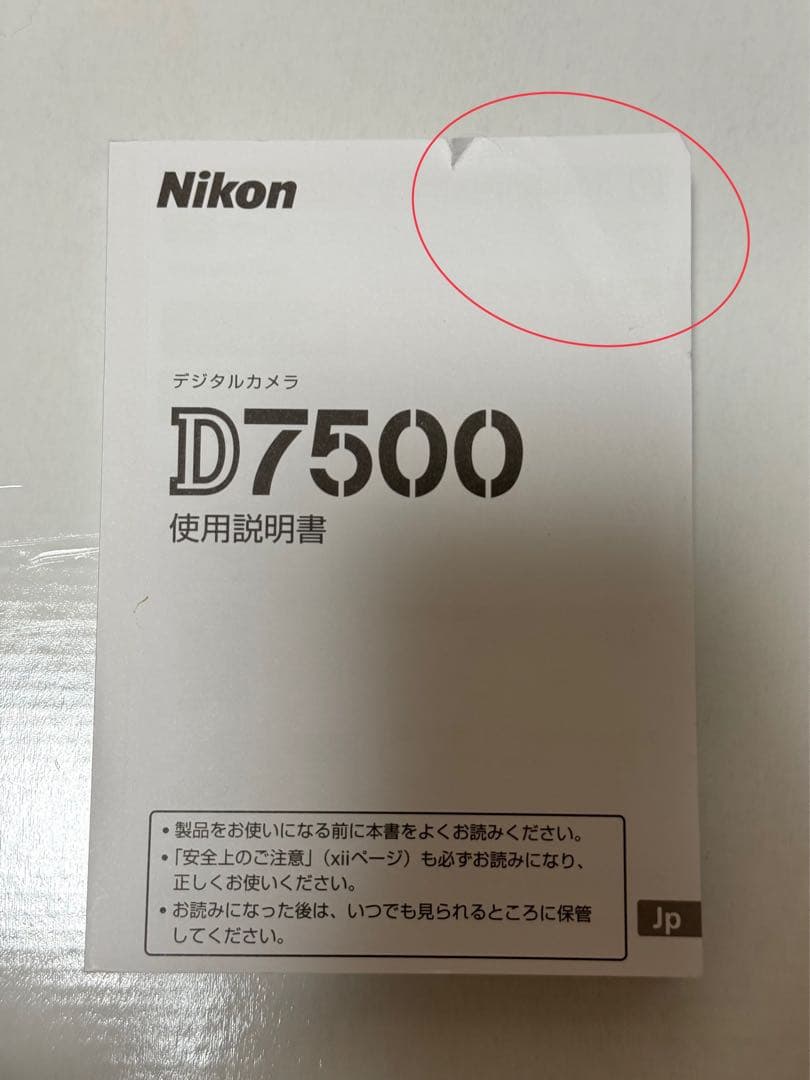 Nikon
デジタルカメラ
D7500
使用説明書
• 製品をお使いになる前に本書をよくお読みください。
• 「安全上のご注意」（xiiページ）も必ずお読みになり、
正しくお使いください。
• お読みになった後は、いつでも見られるところに保管
してください。
Jp